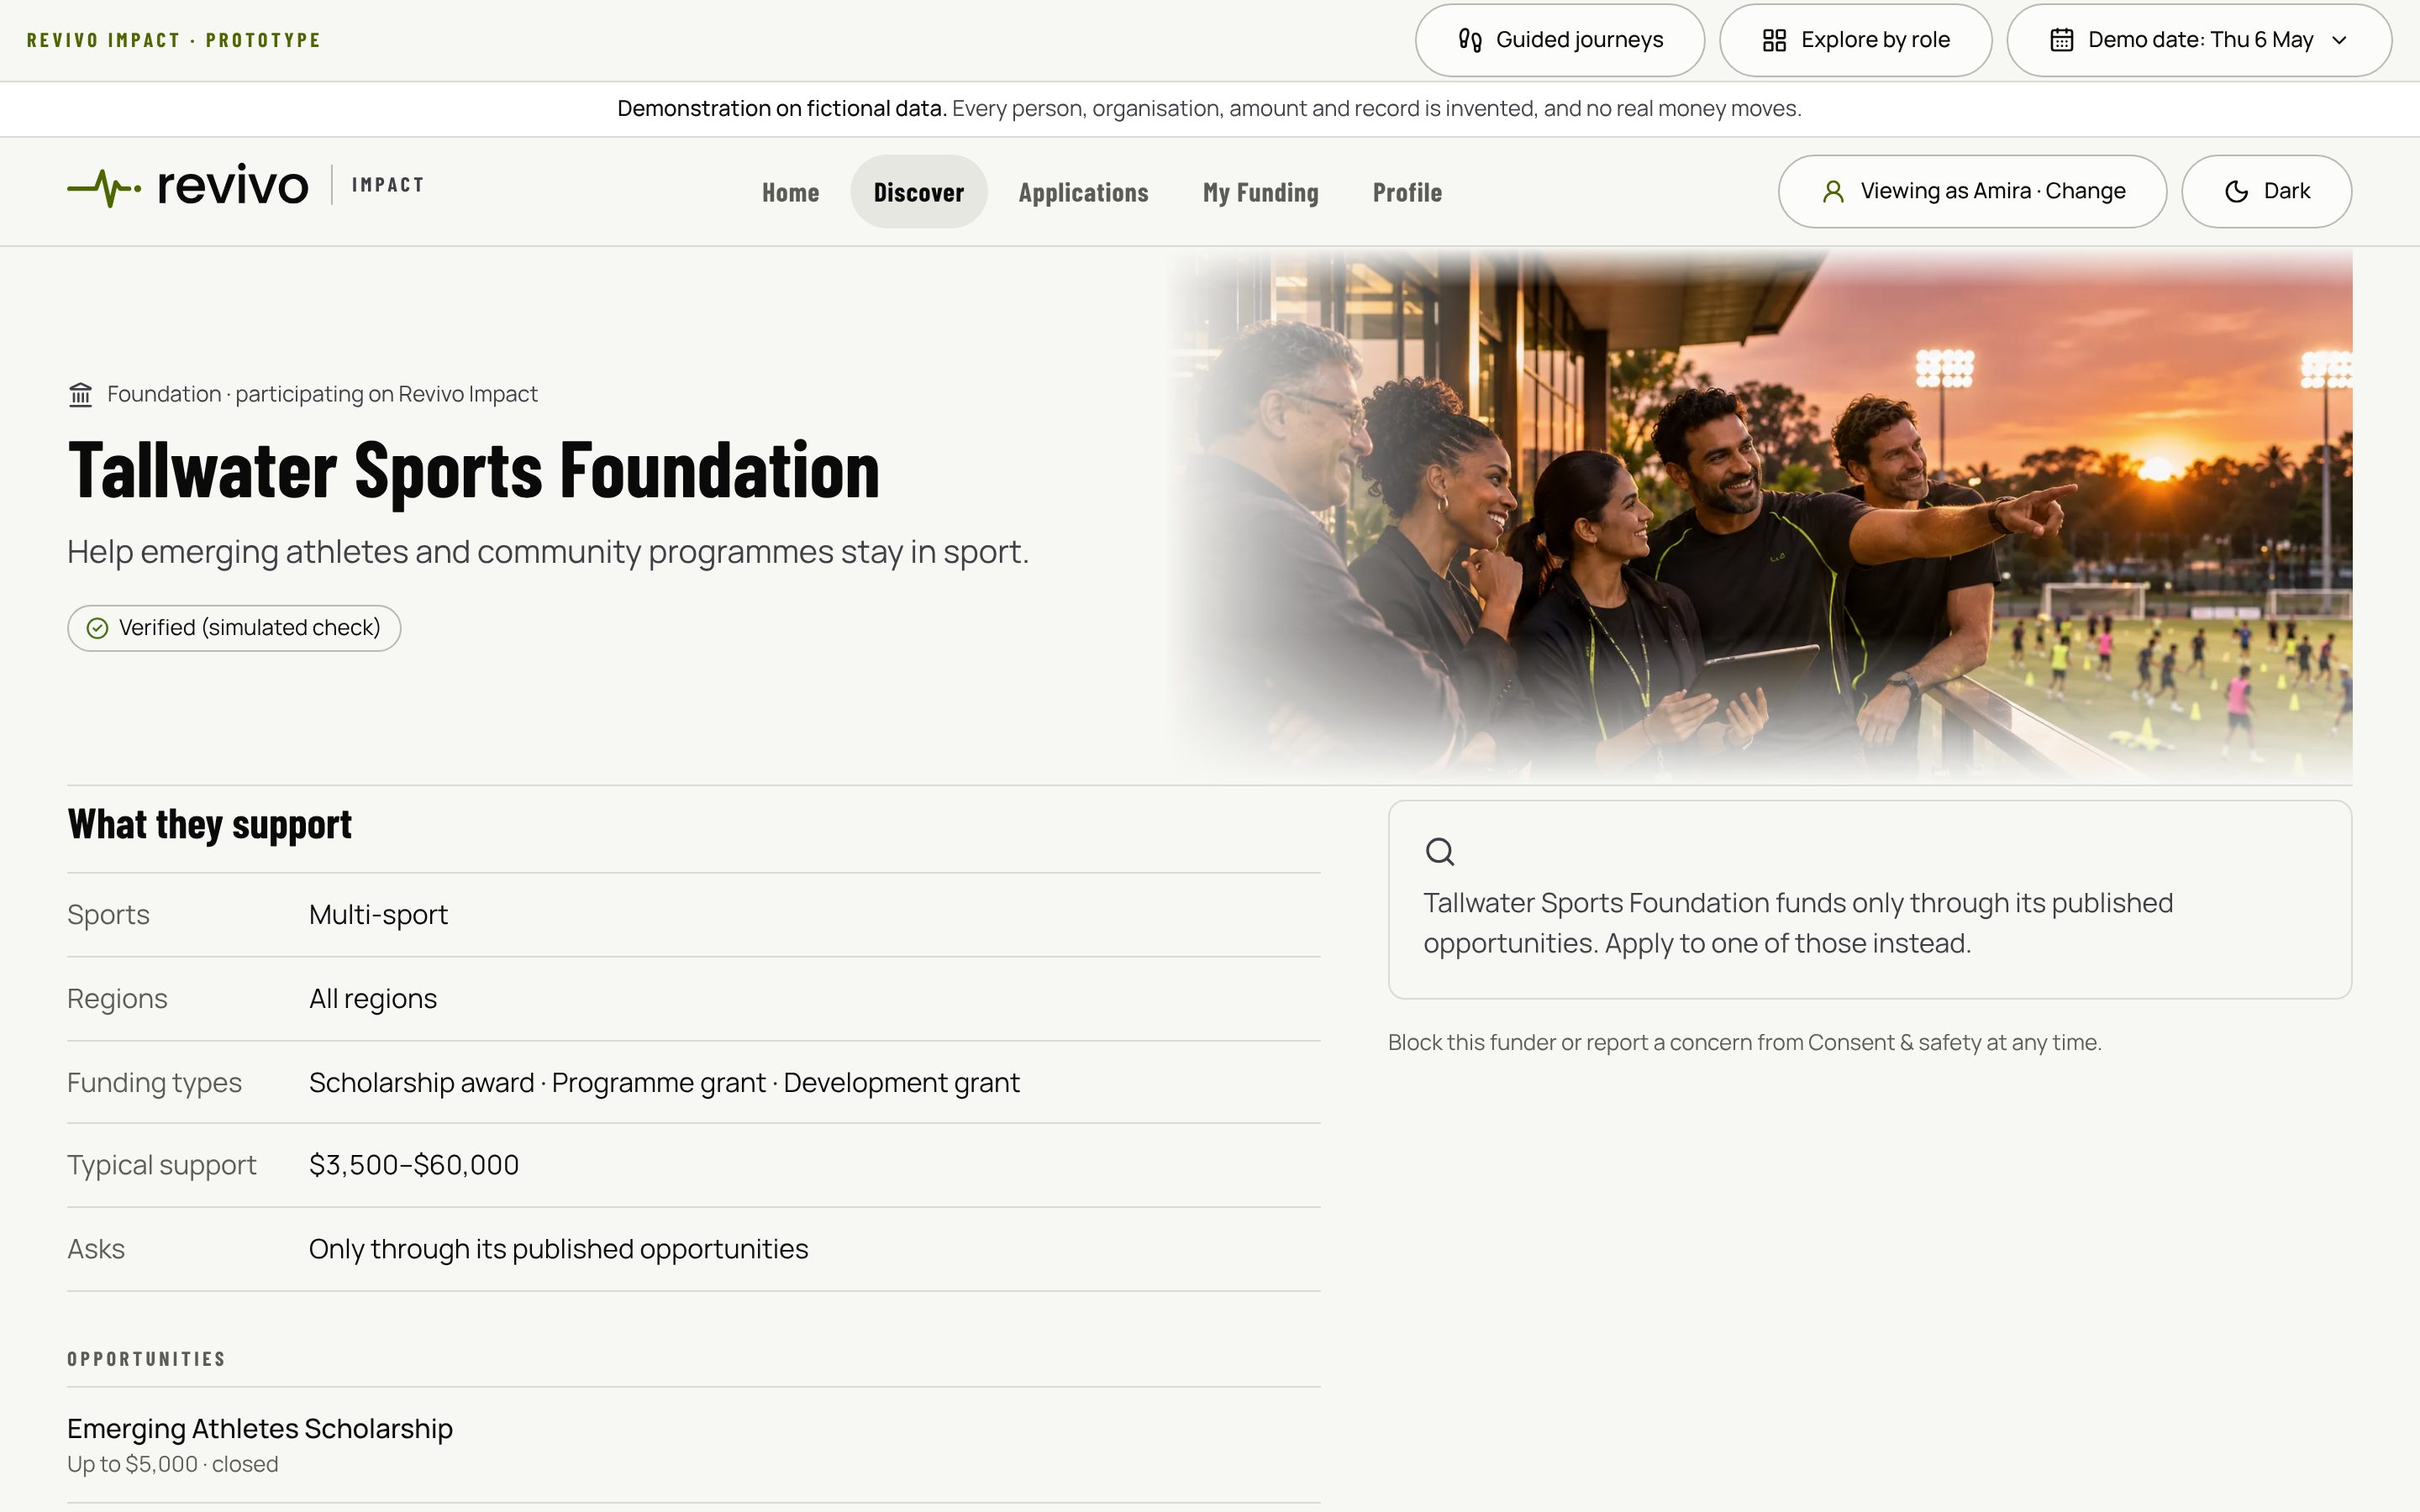 REVIVO IMPACT · PROTOTYPE
Guided journeys
Explore by role
Demo date: Thu 6 May
Demonstration on fictional data. Every person, organisation, amount and record is invented, and no real money moves.
revivo IMPACT
Home
Discover
Applications
My Funding
Profile
Viewing as Amira · Change
Dark
Foundation · participating on Revivo Impact
Tallwater Sports Foundation
Help emerging athletes and community programmes stay in sport.
Verified (simulated check)
What they support
Sports Multi-sport
Regions All regions
Funding types Scholarship award · Programme grant · Development grant
Typical support $3,500–$60,000
Asks Only through its published opportunities
OPPORTUNITIES
Emerging Athletes Scholarship
Up to $5,000 · closed
Tallwater Sports Foundation funds only through its published
opportunities. Apply to one of those instead.
Block this funder or report a concern from Consent & safety at any time.